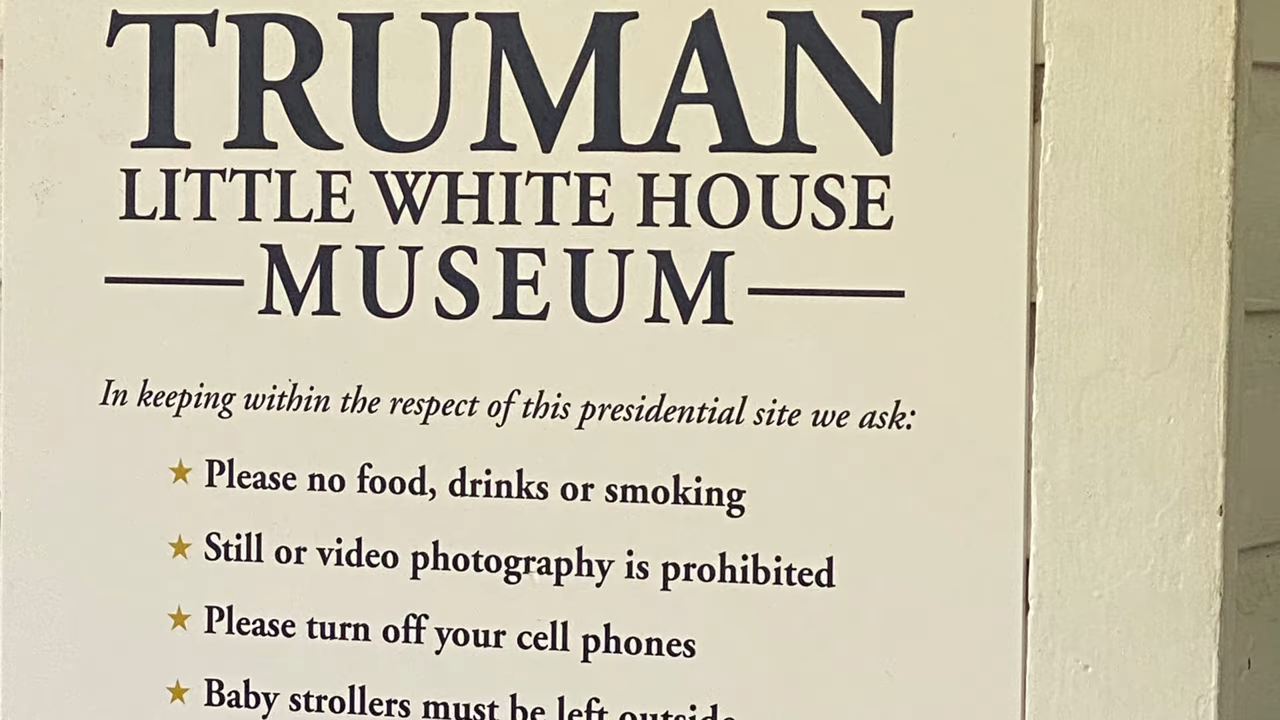 TRUMAN
LITTLE WHITE HOUSE
MUSEUM
In keeping within the respect of this presidential site we ask:
Please no food, drinks or smoking
Still or video photography is prohibited
Please turn off your cell phones
Baby strollers must be left outside